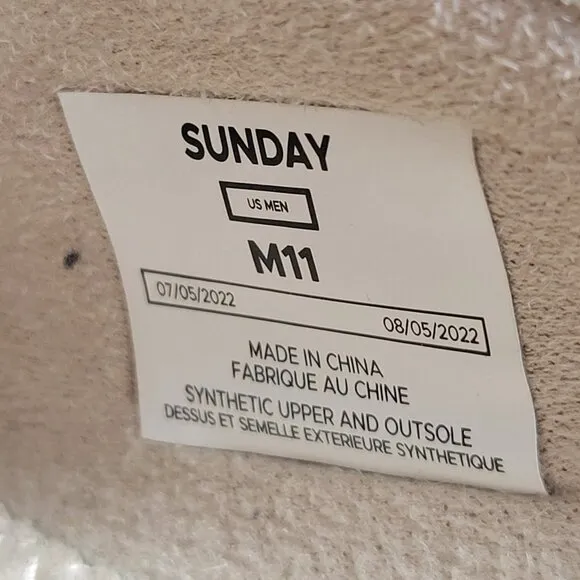 SUNDAY
US MEN
M11
07/05/2022 08/05/2022
MADE IN CHINA
FABRIQUE AU CHINE
SYNTHETIC UPPER AND OUTSOLE
DESSUS ET SEMELLE EXTERIEURE SYNTHETIQUE